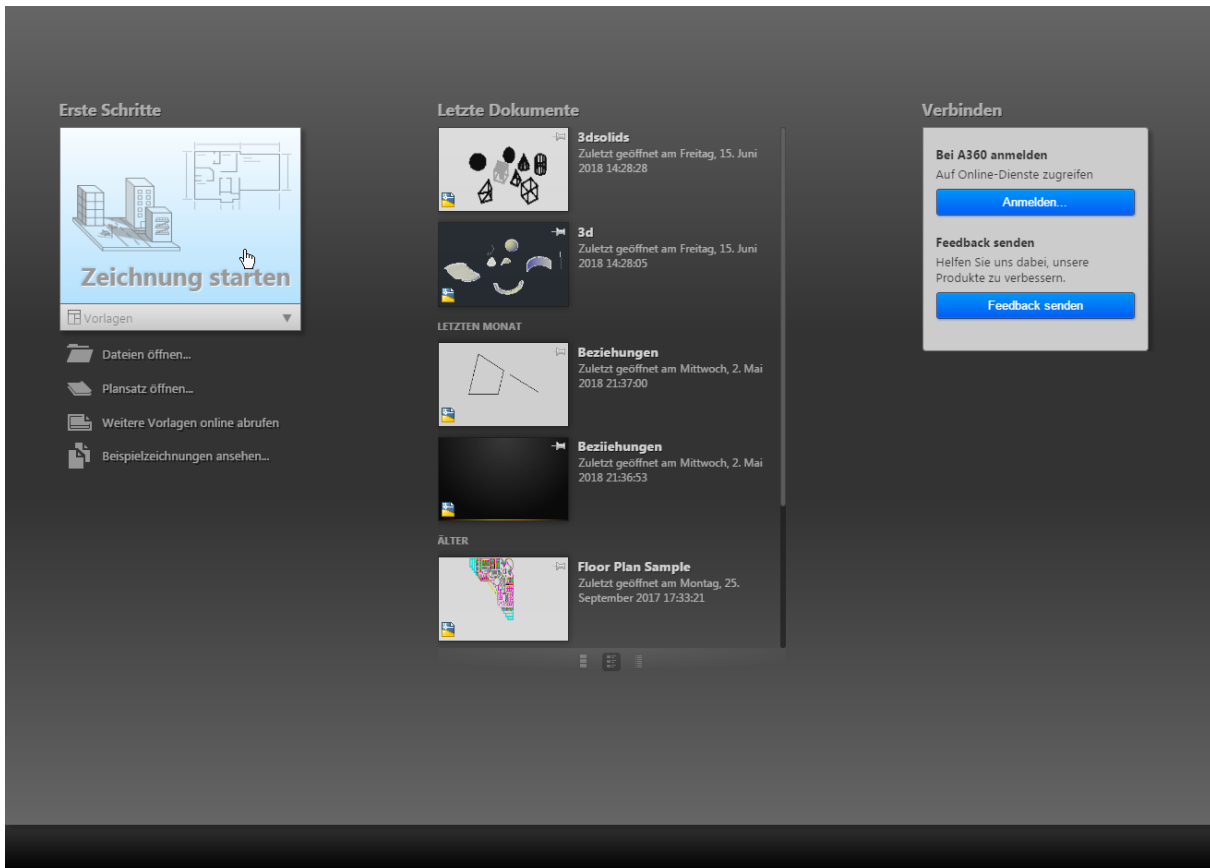 Erste Schritte
Zeichnung starten
Vorlagen
Dateien öffnen...
Plansatz öffnen...
Weitere Vorlagen online abrufen
Beispielzeichnungen ansehen...
Letzte Dokumente
3dsolids
Zuletzt geöffnet am Freitag, 15. Juni
2018 14:28:28
3d
Zuletzt geöffnet am Freitag, 15. Juni
2018 14:28:05
LETZTEN MONAT
Beziehungen
Zuletzt geöffnet am Mittwoch, 2. Mai
2018 21:37:00
Beziiehungen
Zuletzt geöffnet am Mittwoch, 2. Mai
2018 21:36:53
ÄLTER
Floor Plan Sample
Zuletzt geöffnet am Montag, 25.
September 2017 17:33:21
Verbinden
Bei A360 anmelden
Auf Online-Dienste zugreifen
Anmelden...
Feedback senden
Helfen Sie uns dabei, unsere
Produkte zu verbessern.
Feedback senden